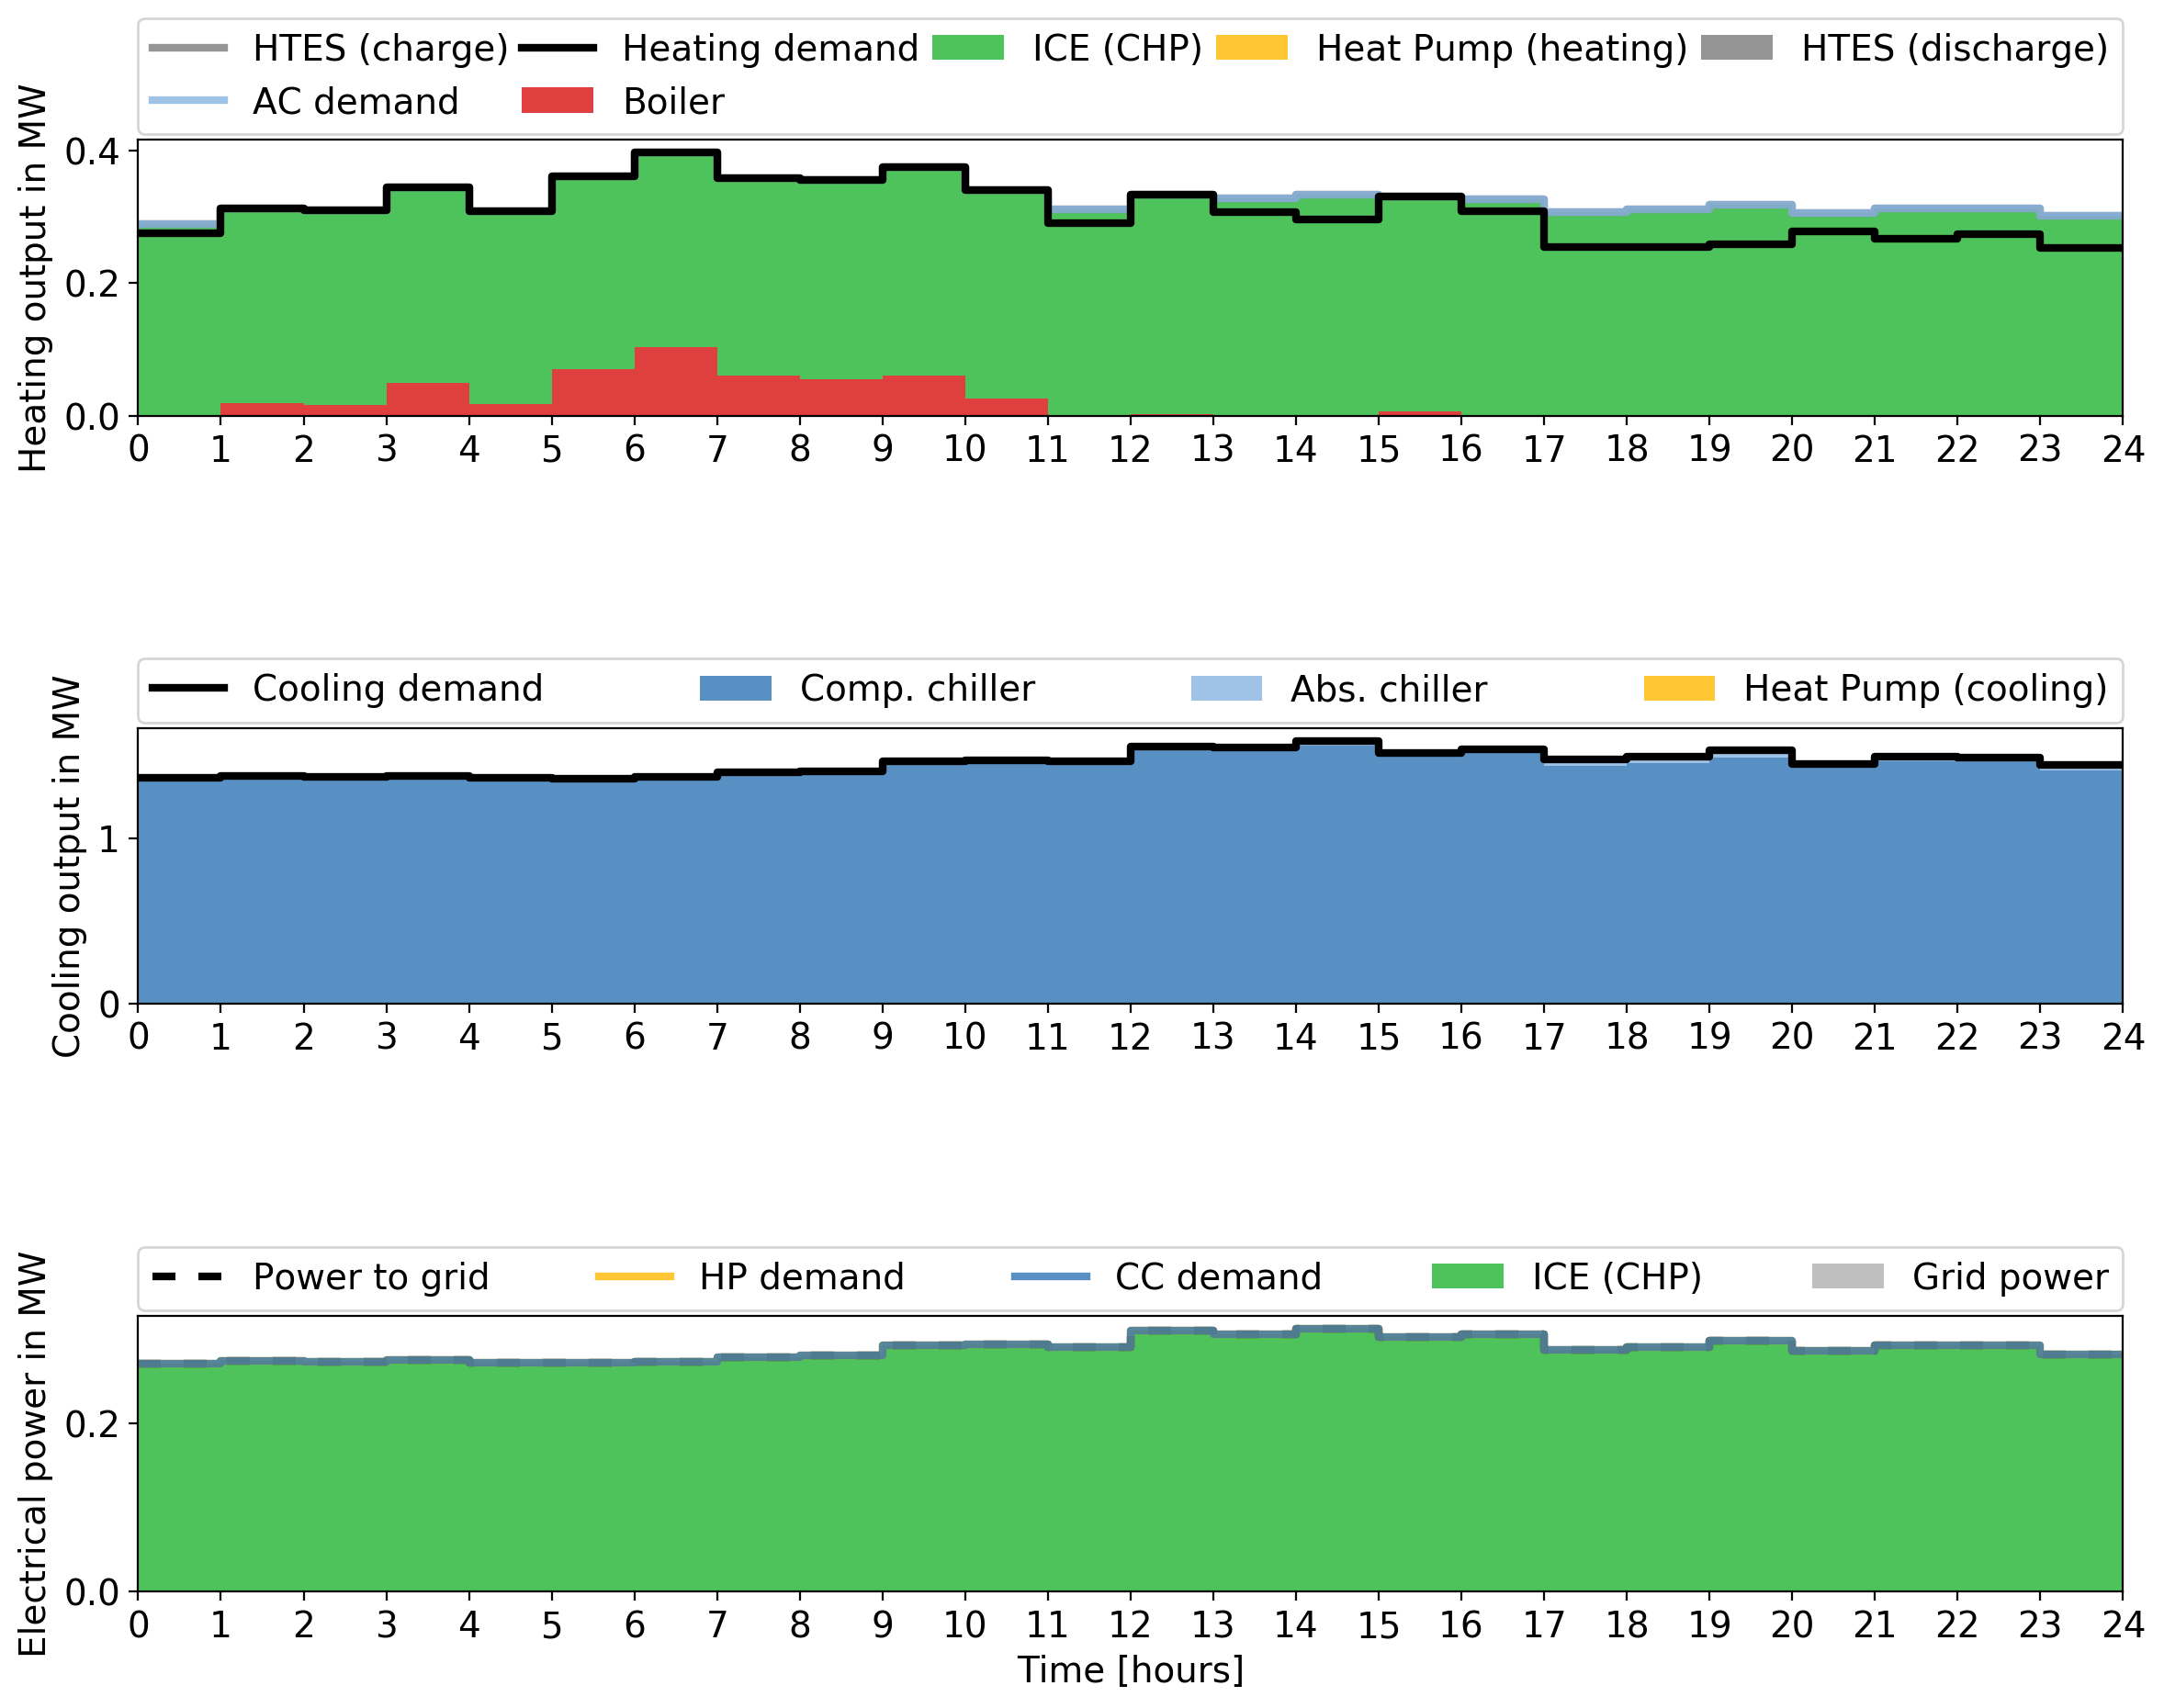 HTES (charge) Heating demand ICE (CHP) Heat Pump (heating) HTES (discharge)
AC demand Boiler
Heating output in MW
0.4
0.2
0.0
0 1 2 3 4 5 6 7 8 9 10 11 12 13 14 15 16 17 18 19 20 21 22 23 24
Cooling demand Comp. chiller Abs. chiller Heat Pump (cooling)
Cooling output in MW
1
0
0 1 2 3 4 5 6 7 8 9 10 11 12 13 14 15 16 17 18 19 20 21 22 23 24
Power to grid HP demand CC demand ICE (CHP) Grid power
Electrical power in MW
0.2
0.0
0 1 2 3 4 5 6 7 8 9 10 11 12 13 14 15 16 17 18 19 20 21 22 23 24
Time [hours]